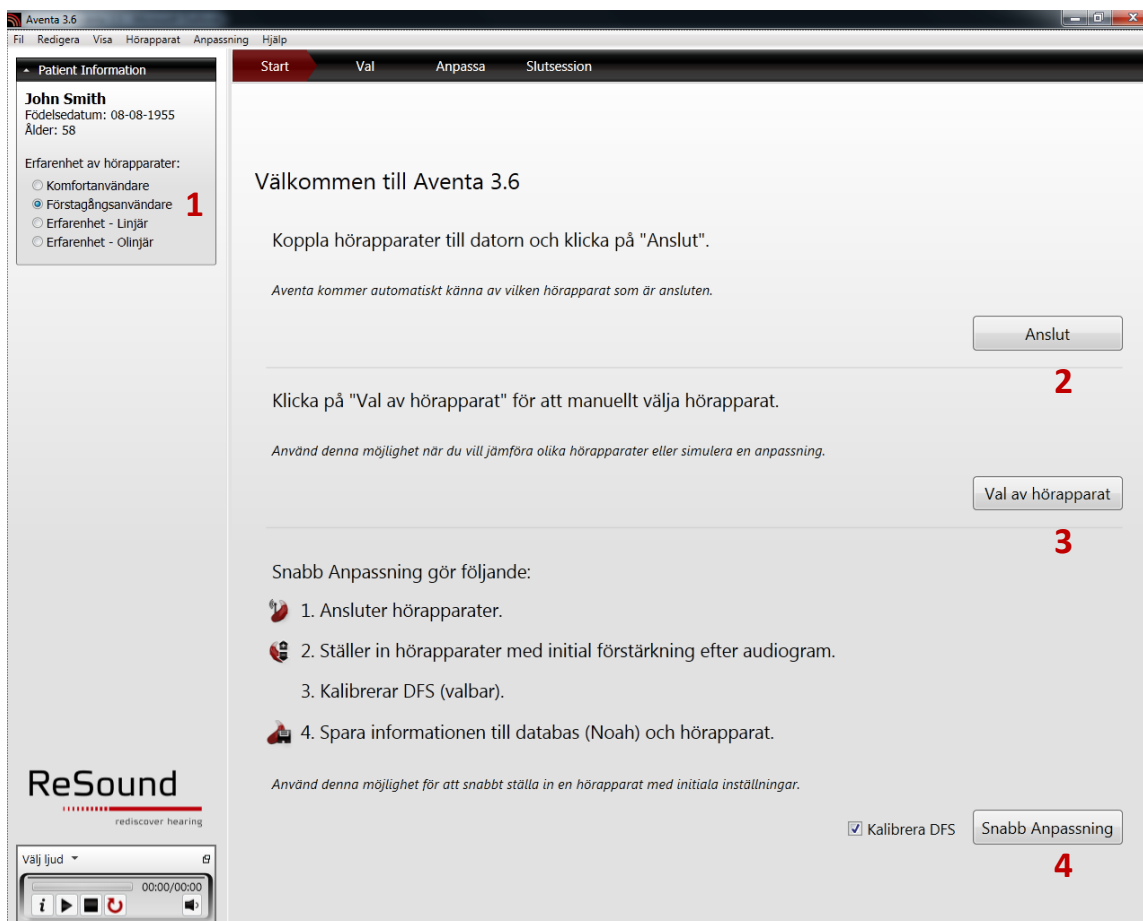 Aventa 3.6
Fil Redigera Visa Hörapparat Anpassning Hjälp
Patient Information
John Smith
Födelsedatum: 08-08-1955
Ålder: 58
Erfarenhet av hörapparater:
Komfortanvändare
Förstagångsanvändare
Erfarenhet - Linjär
Erfarenhet - Olinjär
1
Start Val Anpassa Slutsession
Välkommen till Aventa 3.6
Koppla hörapparater till datorn och klicka på "Anslut".
Aventa kommer automatiskt känna av vilken hörapparat som är ansluten.
Anslut
2
Klicka på "Val av hörapparat" för att manuellt välja hörapparat.
Använd denna möjlighet när du vill jämföra olika hörapparater eller simulera en anpassning.
Val av hörapparat
3
Snabb Anpassning gör följande:
1. Ansluter hörapparater.
2. Ställer in hörapparater med initial förstärkning efter audiogram.
3. Kalibrerar DFS (valbar).
4. Spara informationen till databas (Noah) och hörapparat.
Använd denna möjlighet för att snabbt ställa in en hörapparat med initiala inställningar.
Kalibrera DFS Snabb Anpassning
4
ReSound
rediscover hearing
Välj ljud
00:00/00:00
i